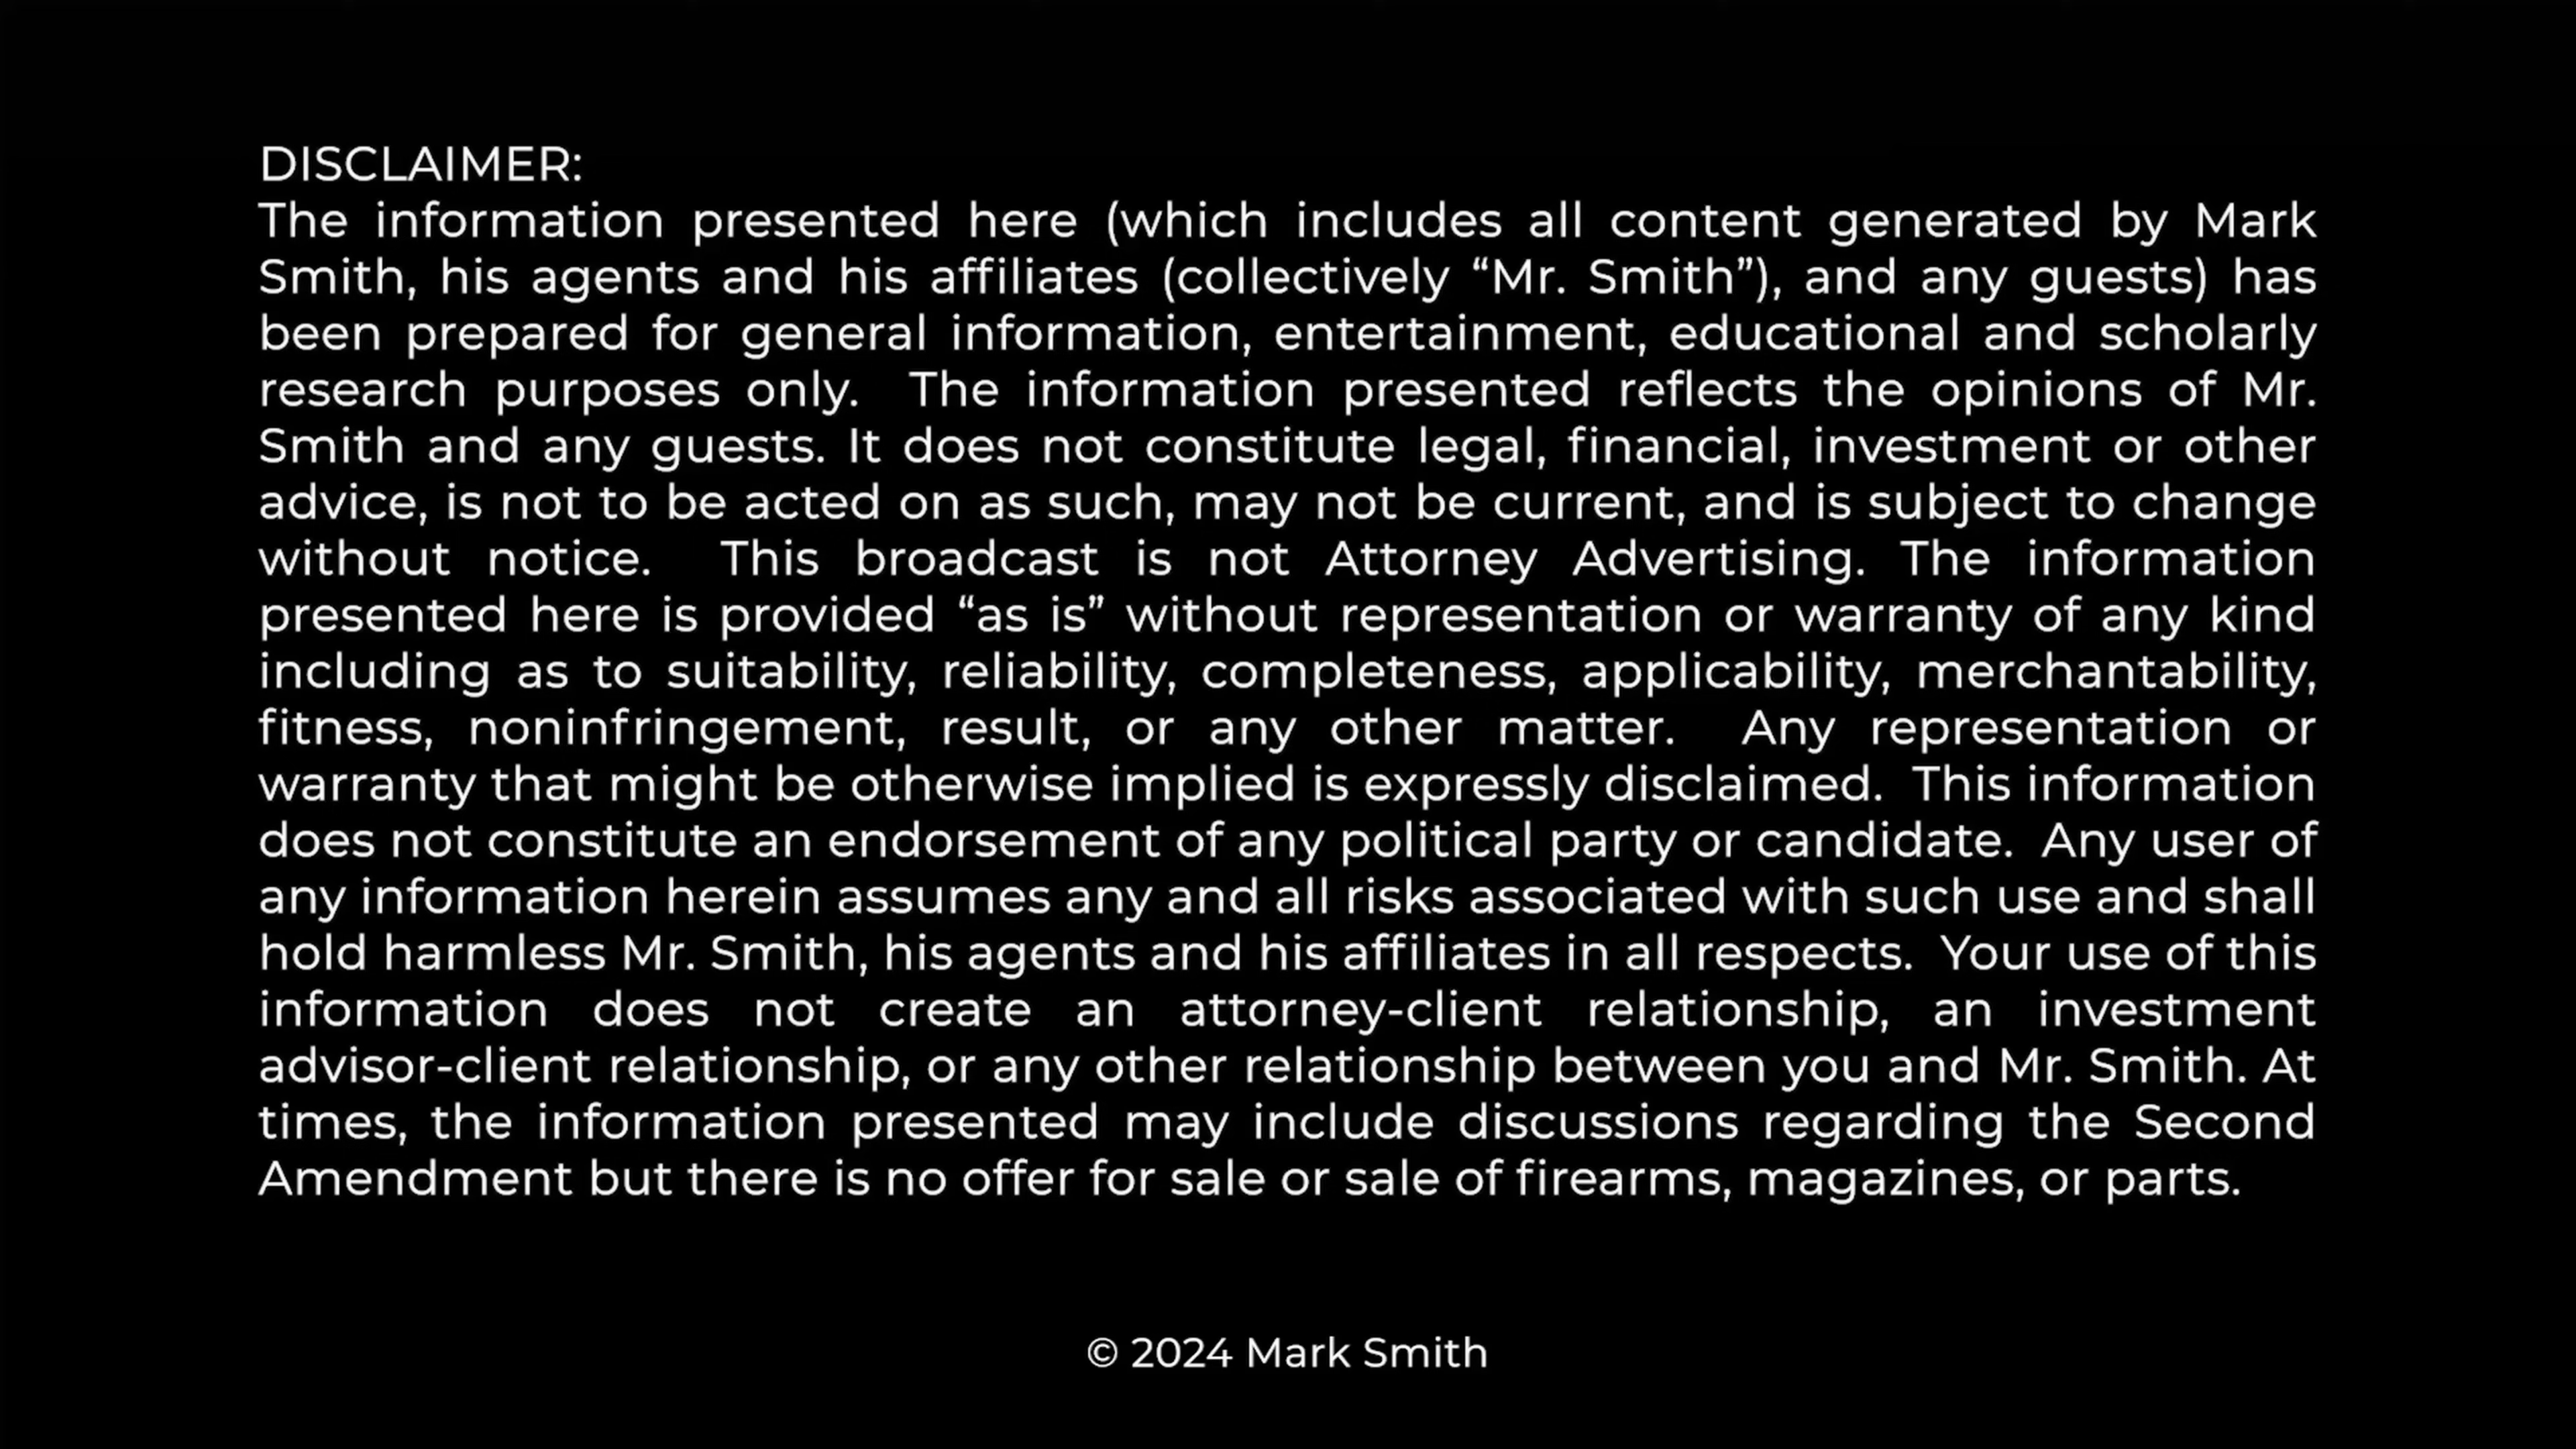 DISCLAIMER:
The information presented here (which includes all content generated by Mark
Smith, his agents and his affiliates (collectively “Mr. Smith”), and any guests) has
been prepared for general information, entertainment, educational and scholarly
research purposes only.  The information presented reflects the opinions of Mr.
Smith and any guests. It does not constitute legal, financial, investment or other
advice, is not to be acted on as such, may not be current, and is subject to change
without notice.  This broadcast is not Attorney Advertising. The information
presented here is provided “as is” without representation or warranty of any kind
including as to suitability, reliability, completeness, applicability, merchantability,
fitness, noninfringement, result, or any other matter.  Any representation or
warranty that might be otherwise implied is expressly disclaimed.  This information
does not constitute an endorsement of any political party or candidate.  Any user of
any information herein assumes any and all risks associated with such use and shall
hold harmless Mr. Smith, his agents and his affiliates in all respects.  Your use of this
information does not create an attorney-client relationship, an investment
advisor-client relationship, or any other relationship between you and Mr. Smith. At
times, the information presented may include discussions regarding the Second
Amendment but there is no offer for sale or sale of firearms, magazines, or parts.
© 2024 Mark Smith